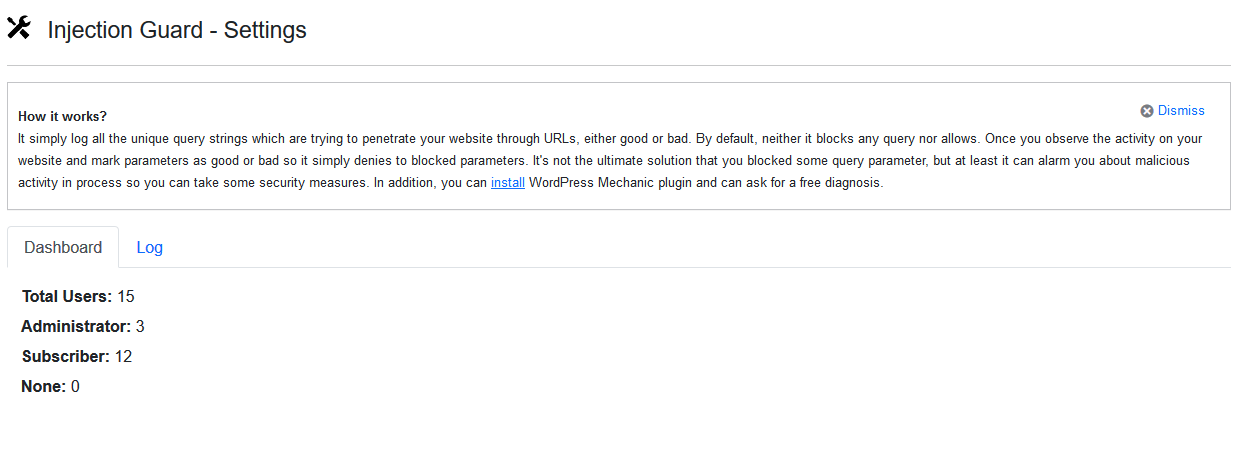 Injection Guard - Settings
How it works?
Dismiss
It simply log all the unique query strings which are trying to penetrate your website through URLs, either good or bad. By default, neither it blocks any query nor allows. Once you observe the activity on your
website and mark parameters as good or bad so it simply denies to blocked parameters. It's not the ultimate solution that you blocked some query parameter, but at least it can alarm you about malicious
activity in process so you can take some security measures. In addition, you can install WordPress Mechanic plugin and can ask for a free diagnosis.
Dashboard
Log
Total Users: 15
Administrator: 3
Subscriber: 12
None: 0